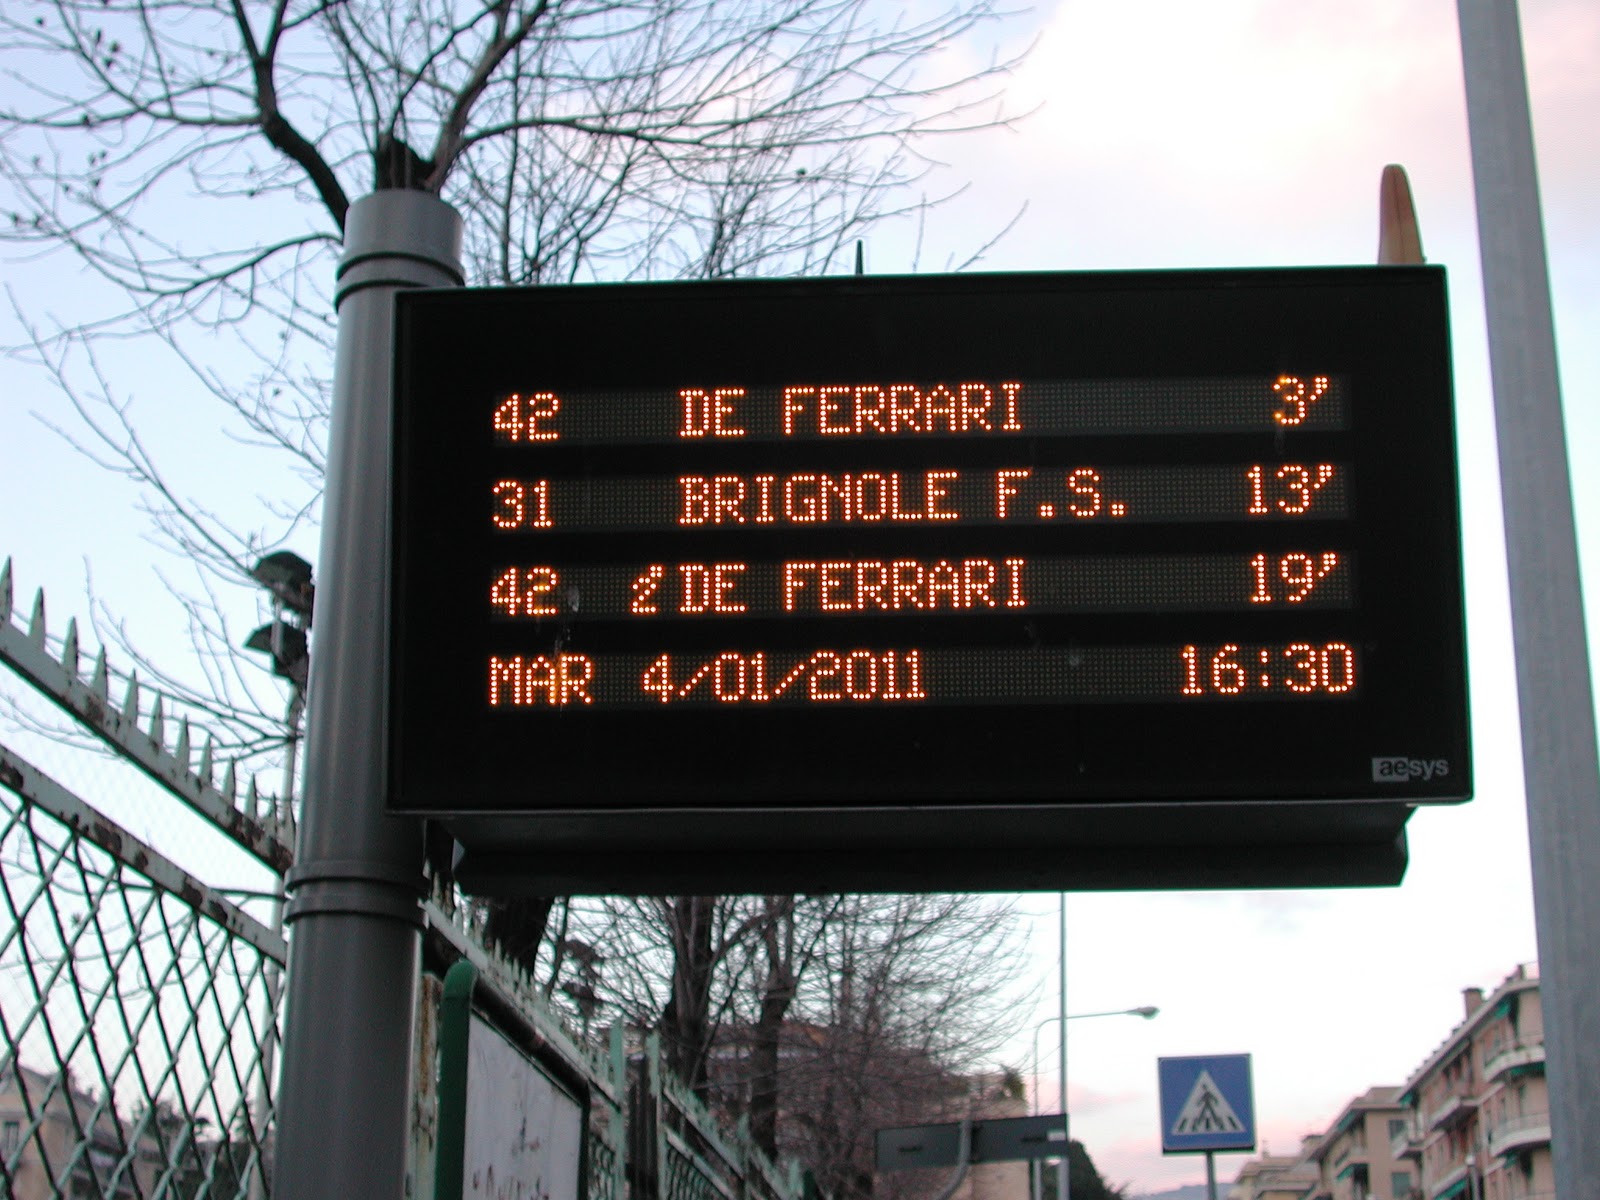 42 DE FERRARI 3'
31 BRIGNOLE F.S. 13'
42 DE FERRARI 19'
MAR 4/01/2011 16:30
aesys